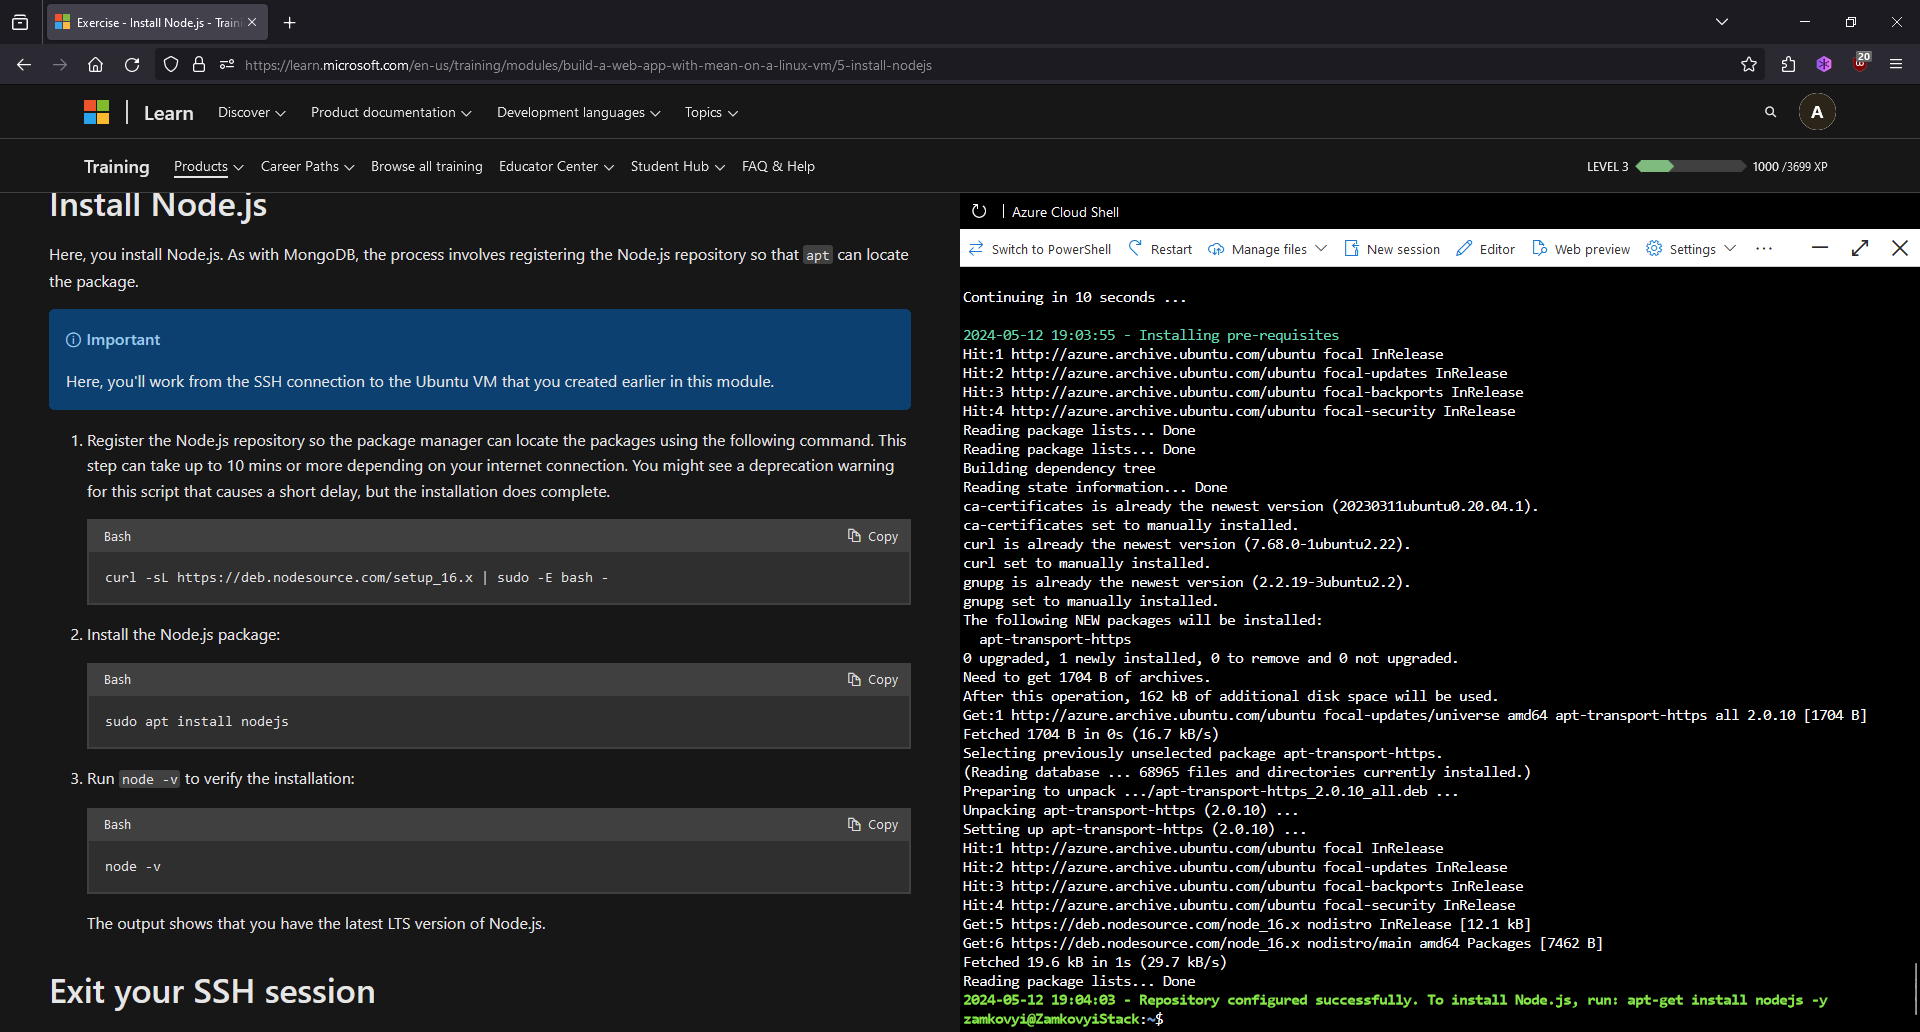 Exercise - Install Node.js - Traini
https://learn.microsoft.com/en-us/training/modules/build-a-web-app-with-mean-on-a-linux-vm/5-install-nodejs
20
Learn
Discover
Product documentation
Development languages
Topics
A
Training
Products
Career Paths
Browse all training
Educator Center
Student Hub
FAQ & Help
LEVEL 3
1000 /3699 XP
Install Node.js
Here, you install Node.js. As with MongoDB, the process involves registering the Node.js repository so that apt can locate
the package.
Important
Here, you'll work from the SSH connection to the Ubuntu VM that you created earlier in this module.
1. Register the Node.js repository so the package manager can locate the packages using the following command. This
step can take up to 10 mins or more depending on your internet connection. You might see a deprecation warning
for this script that causes a short delay, but the installation does complete.
Bash
Copy
curl -sL https://deb.nodesource.com/setup_16.x | sudo -E bash -
2. Install the Node.js package:
Bash
Copy
sudo apt install nodejs
3. Run node -v to verify the installation:
Bash
Copy
node -v
The output shows that you have the latest LTS version of Node.js.
Exit your SSH session
Azure Cloud Shell
Switch to PowerShell
Restart
Manage files
New session
Editor
Web preview
Settings
Continuing in 10 seconds ...
2024-05-12 19:03:55 - Installing pre-requisites
Hit:1 http://azure.archive.ubuntu.com/ubuntu focal InRelease
Hit:2 http://azure.archive.ubuntu.com/ubuntu focal-updates InRelease
Hit:3 http://azure.archive.ubuntu.com/ubuntu focal-backports InRelease
Hit:4 http://azure.archive.ubuntu.com/ubuntu focal-security InRelease
Reading package lists... Done
Reading package lists... Done
Building dependency tree
Reading state information... Done
ca-certificates is already the newest version (20230311ubuntu0.20.04.1).
ca-certificates set to manually installed.
curl is already the newest version (7.68.0-1ubuntu2.22).
curl set to manually installed.
gnupg is already the newest version (2.2.19-3ubuntu2.2).
gnupg set to manually installed.
The following NEW packages will be installed:
apt-transport-https
0 upgraded, 1 newly installed, 0 to remove and 0 not upgraded.
Need to get 1704 B of archives.
After this operation, 162 kB of additional disk space will be used.
Get:1 http://azure.archive.ubuntu.com/ubuntu focal-updates/universe amd64 apt-transport-https all 2.0.10 [1704 B]
Fetched 1704 B in 0s (16.7 kB/s)
Selecting previously unselected package apt-transport-https.
(Reading database ... 68965 files and directories currently installed.)
Preparing to unpack .../apt-transport-https_2.0.10_all.deb ...
Unpacking apt-transport-https (2.0.10) ...
Setting up apt-transport-https (2.0.10) ...
Hit:1 http://azure.archive.ubuntu.com/ubuntu focal InRelease
Hit:2 http://azure.archive.ubuntu.com/ubuntu focal-updates InRelease
Hit:3 http://azure.archive.ubuntu.com/ubuntu focal-backports InRelease
Hit:4 http://azure.archive.ubuntu.com/ubuntu focal-security InRelease
Get:5 https://deb.nodesource.com/node_16.x nodistro InRelease [12.1 kB]
Get:6 https://deb.nodesource.com/node_16.x nodistro/main amd64 Packages [7462 B]
Fetched 19.6 kB in 1s (29.7 kB/s)
Reading package lists... Done
2024-05-12 19:04:03 - Repository configured successfully. To install Node.js, run: apt-get install nodejs -y
zamkovyi@ZamkovyiStack:~$